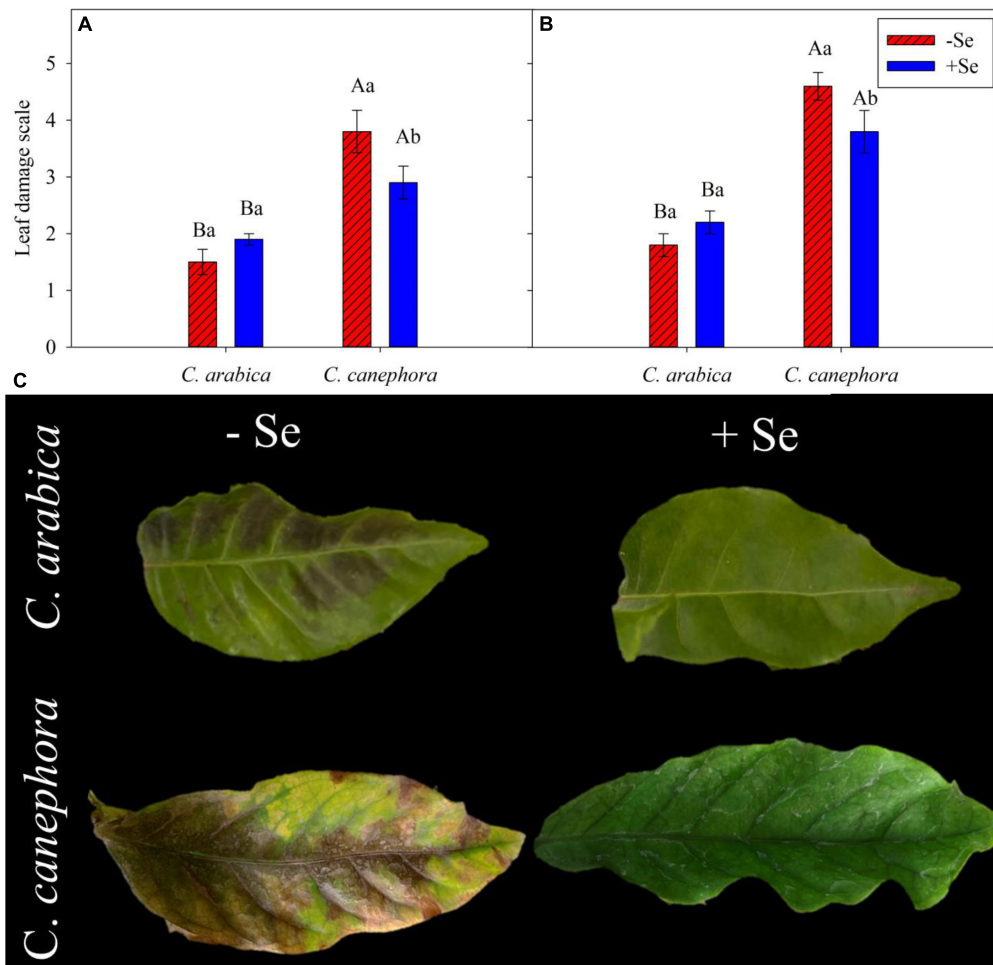 A
B
-Se
+Se
Leaf damage scale
5
4
3
2
1
0
Ba
Ba
Aa
Ab
Ba
Ba
Aa
Ab
C. arabica
C. canephora
C. arabica
C. canephora
C
- Se
+ Se
C. arabica
C. canephora